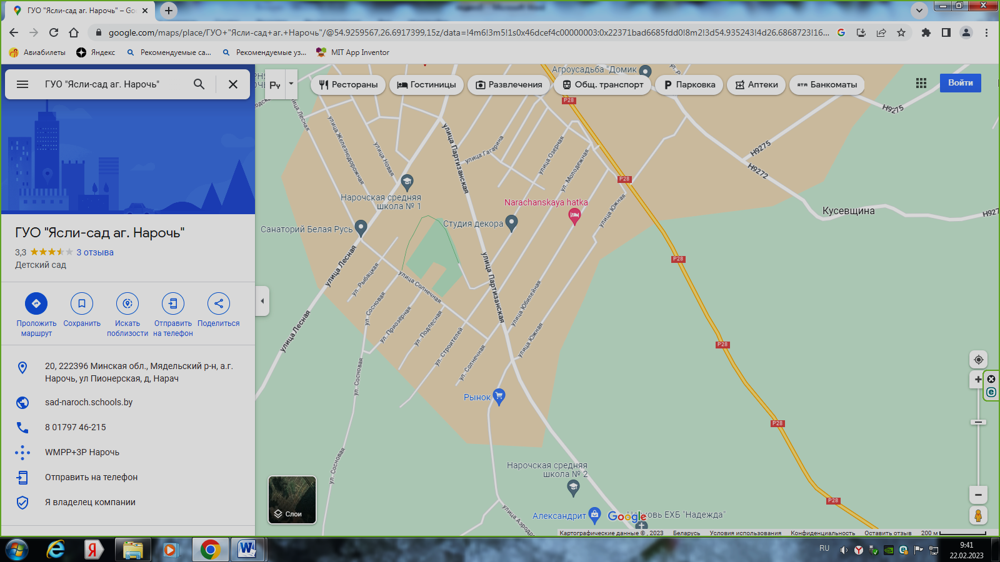 ГУО "Ясли-сад аг. Нарочь" – Go
google.com/maps/place/ГУО+"Ясли-сад+аг.+Нарочь"/@54.9259567,26.6917399,15z/data=!4m6!3m5!1s0x46dcef4c00000003:0x22371bad6685fdd0!8m2!3d54.935243!4d26.6868723!16...
Авиабилеты
Яндекс
Рекомендуемые са...
Рекомендуемые уз...
MIT App Inventor
ГУО "Ясли-сад аг. Нарочь"
Ру
Рестораны
Гостиницы
Развлечения
Общ. транспорт
Парковка
Аптеки
Банкоматы
Войти
ГУО "Ясли-сад аг. Нарочь"
3,3
3 отзыва
Детский сад
Проложить
маршрут
Сохранить
Искать
поблизости
Отправить
на телефон
Поделиться
20, 222396 Минская обл., Мядельский р-н, а.г.
Нарочь, ул Пионерская, д, Нарач
sad-naroch.schools.by
8 01797 46-215
WMPP+3P Нарочь
Отправить на телефон
Я владелец компании
Агроусадьба "Домик
P28
H9275
H9275
H9272
Кусевщина
H927
улица Лесная
улица Железнодорожная
улица Новая
улица Партизанская
улица Гагарина
улица Озерная
ул. Молодежная
P28
Нарочская средняя
школа № 1
Narachanskaya hatka
улица Южная
Студия декора
Санаторий Белая Русь
улица Лесная
ул. Рыбацкая
улица Солнечная
улица Партизанская
P28
ул. Сосновая
ул. Приозёрная
ул. Подлесная
улица Юбилейная
улица Лесная
ул. Строителей
ул. Солнечная
улица Южная
P28
ул. Сосновая
Рынок
P28
ул. Сосновая
Нарочская средняя
школа № 2
P28
улица Аэродро
Александрит
Церковь ЕХБ "Надежда"
Google
Слои
Картографические данные © , 2023
Беларусь
Условия использования
Конфиденциальность
Оставить отзыв
200 м
RU
9:41
22.02.2023